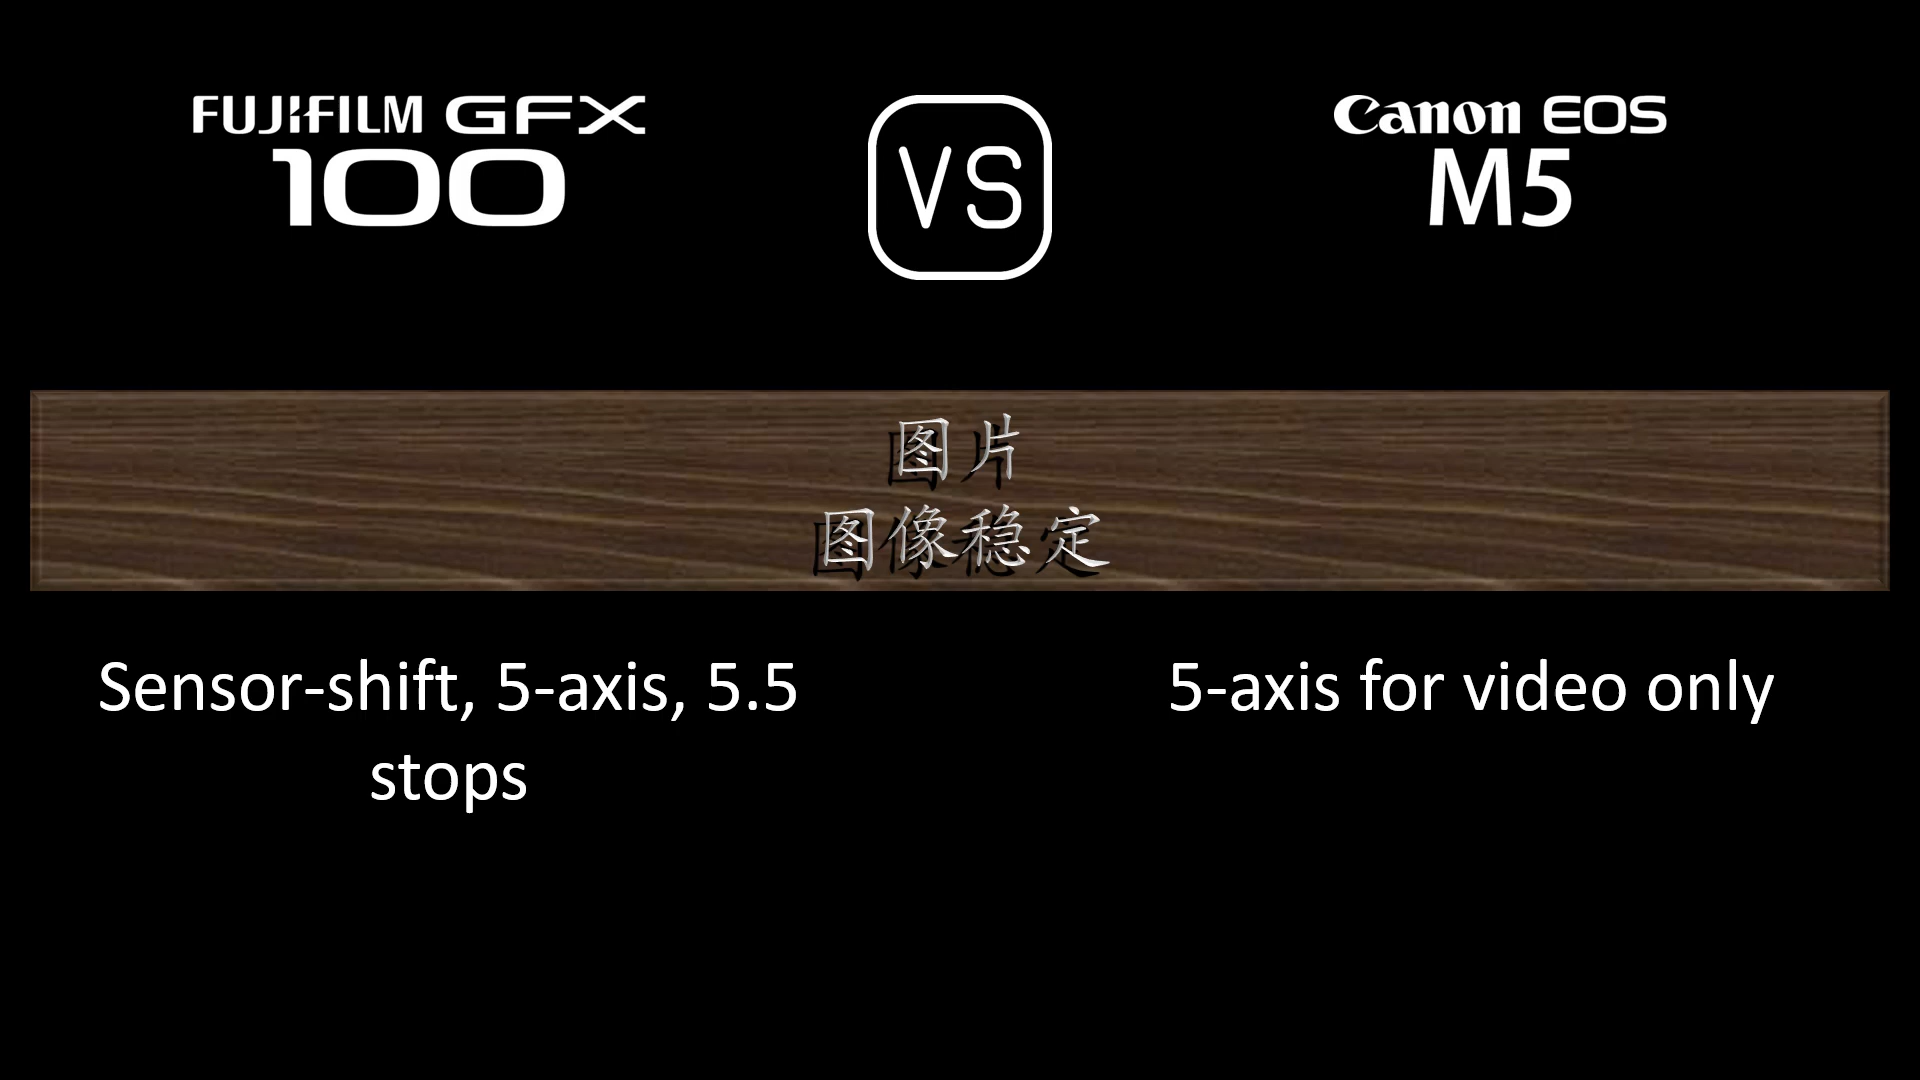 FUJIFILM GFX
100
VS
Canon EOS
M5
图片
图像稳定
Sensor-shift, 5-axis, 5.5
stops
5-axis for video only